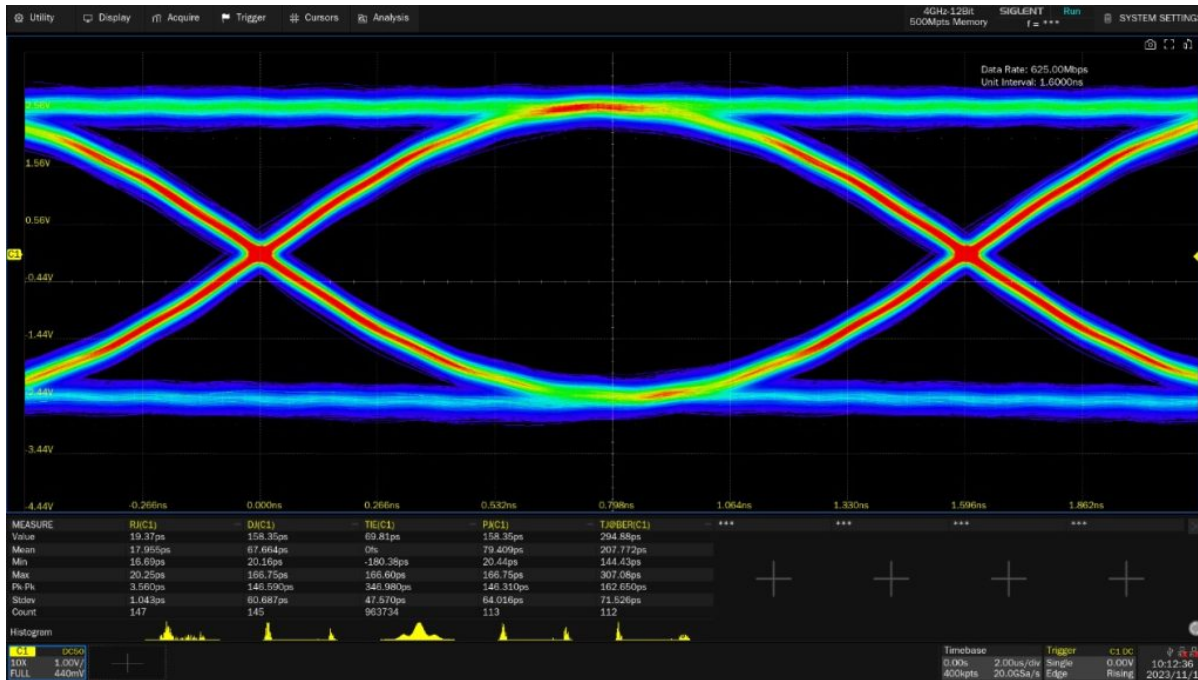 Utility Display Acquire Trigger Cursors Analysis
4GHz-12Bit SIGLENT Run
500Mpts Memory f = ***
SYSTEM SETTING
Data Rate: 625.00Mbps
Unit Interval: 1.6000ns
2.56V
1.56V
0.56V
C1
-0.44V
-1.44V
-2.44V
-3.44V
-4.44V
-0.266ns 0.000ns 0.266ns 0.532ns 0.798ns 1.064ns 1.330ns 1.596ns 1.862ns
MEASURE RJ(C1) DJ(C1) TIE(C1) PJ(C1) TJ@BER(C1) *** *** *** ***
Value 19.37ps 158.35ps 69.81ps 158.35ps 294.88ps
Mean 17.955ps 67.664ps 0fs 79.409ps 207.772ps
Min 16.69ps 20.16ps -180.38ps 20.44ps 144.43ps
Max 20.25ps 166.75ps 166.60ps 166.75ps 307.08ps
Pk-Pk 3.560ps 146.590ps 346.980ps 146.310ps 162.650ps
Stdev 1.043ps 60.687ps 47.570ps 64.016ps 71.526ps
Count 147 145 963734 113 112
Histogram
C1 DC50
10X 1.00V/
FULL 440mV
Timebase
0.00s 2.00us/div
400kpts 20.0GSa/s
Trigger C1 DC
Single 0.00V
Edge Rising
10:12:36
2023/11/1